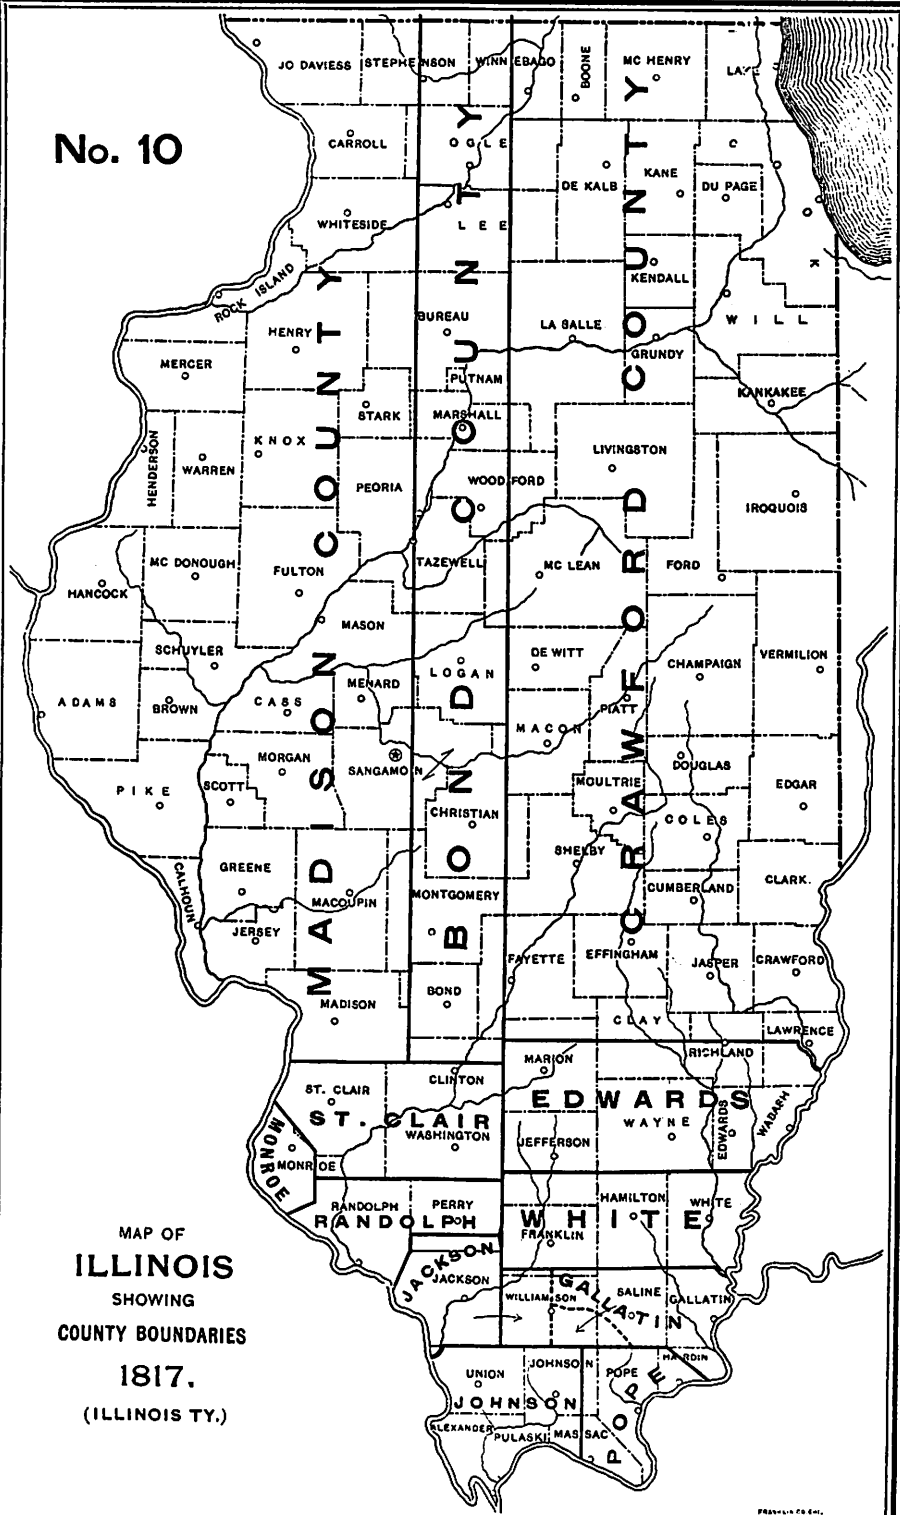 No. 10
JO DAVIESS
STEPHENSON
WINNEBAGO
BOONE
MC HENRY
LAKE
CARROLL
OGLE
DE KALB
KANE
DU PAGE
C
K
WHITESIDE
LEE
ROCK ISLAND
KENDALL
WILL
HENRY
BUREAU
LA SALLE
GRUNDY
MERCER
PUTNAM
KANKAKEE
STARK
MARSHALL
HENDERSON
WARREN
KNOX
PEORIA
WOODFORD
LIVINGSTON
IROQUOIS
MC DONOUGH
HANCOCK
FULTON
TAZEWELL
MC LEAN
FORD
MASON
SCHUYLER
ADAMS
BROWN
CASS
MENARD
LOGAN
DE WITT
CHAMPAIGN
VERMILION
PIATT
MACON
MORGAN
SANGAMON
SCOTT
PIKE
CHRISTIAN
MOULTRIE
DOUGLAS
EDGAR
COLES
SHELBY
GREENE
CALHOUN
MACOUPIN
JERSEY
MONTGOMERY
CUMBERLAND
CLARK.
FAYETTE
EFFINGHAM
JASPER
CRAWFORD
MADISON
BOND
CLAY
RICHLAND
LAWRENCE
MADISON COUNTY
BOND COUNTY
CRAWFORD COUNTY
MARION
CLINTON
ST. CLAIR
ST. CLAIR
EDWARDS
WAYNE
EDWARDS
WABASH
WASHINGTON
JEFFERSON
MONROE
MONROE
RANDOLPH
PERRY
RANDOLPH
HAMILTON
WHITE
WHITE
FRANKLIN
JACKSON
JACKSON
WILLIAMSON
GALLATIN
SALINE
GALLATIN
UNION
JOHNSON
POPE
HARDIN
JOHNSON
POPE
ALEXANDER
PULASKI
MASSAC
MAP OF
ILLINOIS
SHOWING
COUNTY BOUNDARIES
1817.
(ILLINOIS TY.)